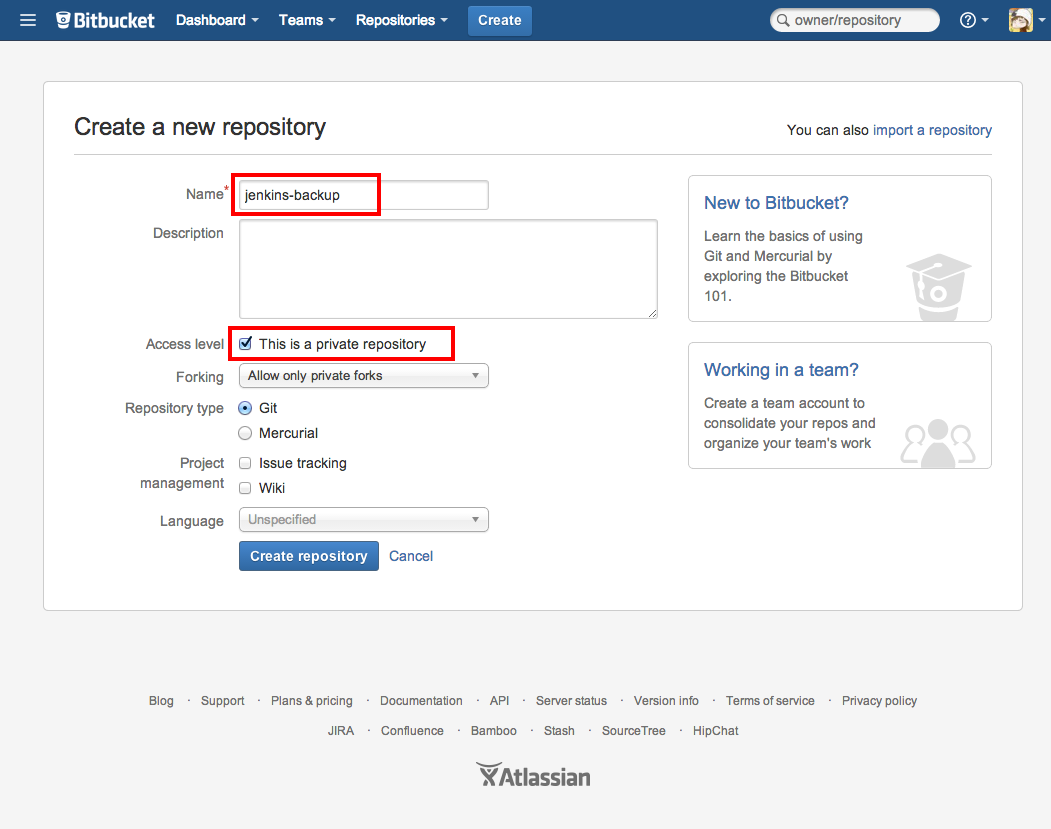 Bitbucket Dashboard Teams Repositories Create owner/repository ?
Create a new repository
You can also import a repository
Name* jenkins-backup
Description
Access level This is a private repository
Forking Allow only private forks
Repository type Git
Mercurial
Project management Issue tracking
Wiki
Language Unspecified
Create repository Cancel
New to Bitbucket?
Learn the basics of using
Git and Mercurial by
exploring the Bitbucket
101.
Working in a team?
Create a team account to
consolidate your repos and
organize your team's work
Blog · Support · Plans & pricing · Documentation · API · Server status · Version info · Terms of service · Privacy policy
JIRA · Confluence · Bamboo · Stash · SourceTree · HipChat
Atlassian